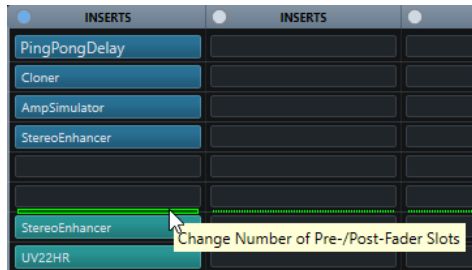 INSERTS INSERTS
PingPongDelay
Cloner
AmpSimulator
StereoEnhancer
StereoEnhancer
Change Number of Pre-/Post-Fader Slots
UV22HR